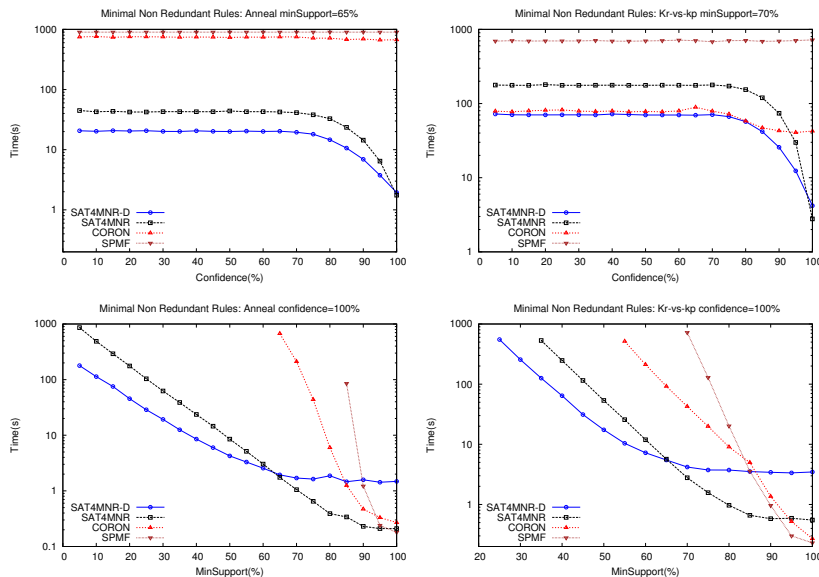 Minimal Non Redundant Rules: Anneal minSupport=65%
1000
100
10
1
Time(s)
SAT4MNR-D
SAT4MNR
CORON
SPMF
0 10 20 30 40 50 60 70 80 90 100
Confidence(%)
Minimal Non Redundant Rules: Kr-vs-kp minSupport=70%
1000
100
10
1
Time(s)
SAT4MNR-D
SAT4MNR
CORON
SPMF
0 10 20 30 40 50 60 70 80 90 100
Confidence(%)
Minimal Non Redundant Rules: Anneal confidence=100%
1000
100
10
1
0.1
Time(s)
SAT4MNR-D
SAT4MNR
CORON
SPMF
0 10 20 30 40 50 60 70 80 90 100
MinSupport(%)
Minimal Non Redundant Rules: Kr-vs-kp confidence=100%
1000
100
10
1
Time(s)
SAT4MNR-D
SAT4MNR
CORON
SPMF
20 30 40 50 60 70 80 90 100
MinSupport(%)